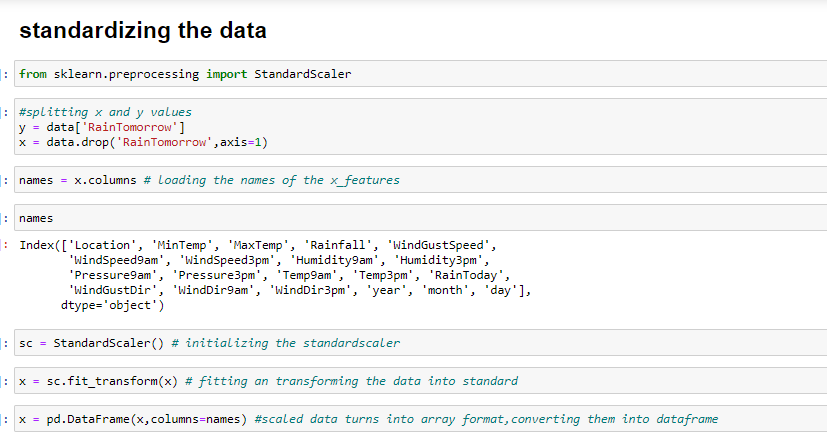 standardizing the data
]: from sklearn.preprocessing import StandardScaler
]: #splitting x and y values
y = data['RainTomorrow']
x = data.drop('RainTomorrow',axis=1)
]: names = x.columns # loading the names of the x_features
]: names
]: Index(['Location', 'MinTemp', 'MaxTemp', 'Rainfall', 'WindGustSpeed',
'WindSpeed9am', 'WindSpeed3pm', 'Humidity9am', 'Humidity3pm',
'Pressure9am', 'Pressure3pm', 'Temp9am', 'Temp3pm', 'RainToday',
'WindGustDir', 'WindDir9am', 'WindDir3pm', 'year', 'month', 'day'],
dtype='object')
]: sc = StandardScaler() # initializing the standardscaler
]: x = sc.fit_transform(x) # fitting an transforming the data into standard
]: x = pd.DataFrame(x,columns=names) #scaled data turns into array format,converting them into dataframe